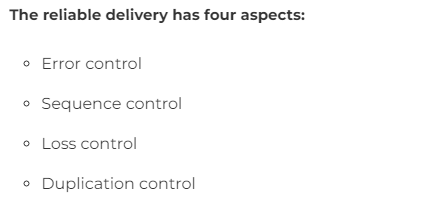 The reliable delivery has four aspects:
Error control
Sequence control
Loss control
Duplication control